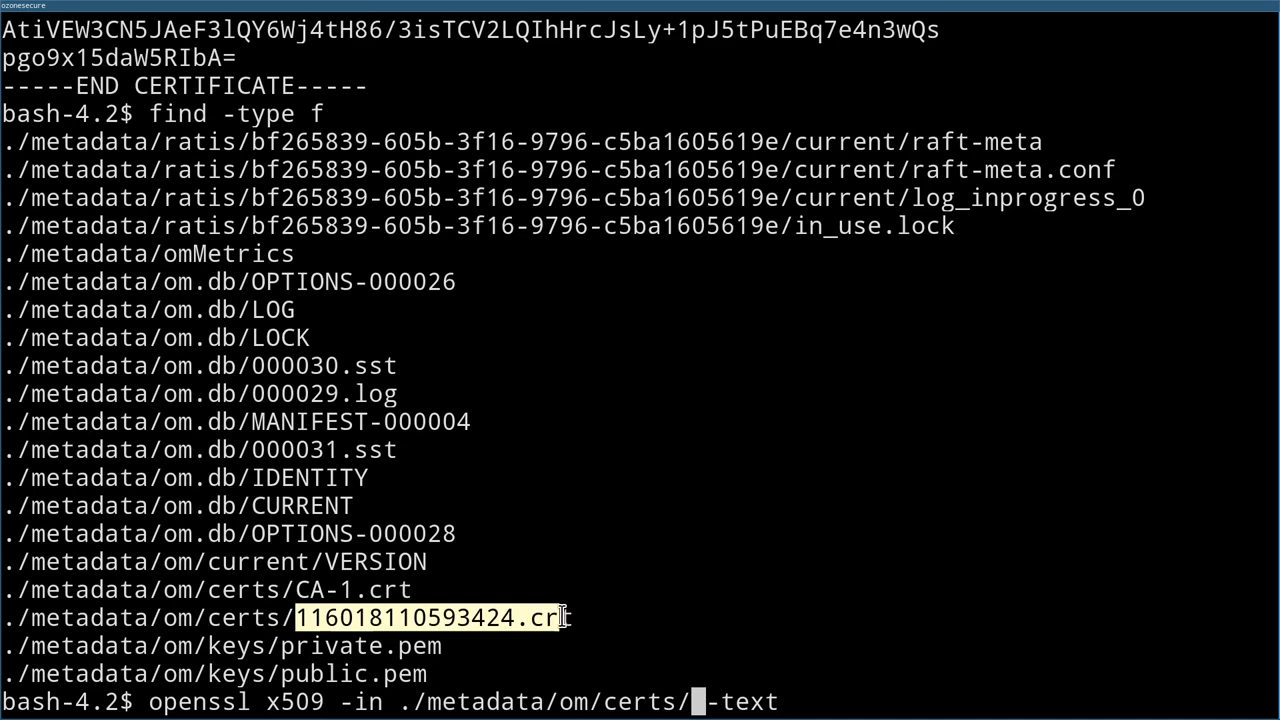 ozonesecure
AtiVEW3CN5JAeF3lQY6Wj4tH86/3isTCV2LQIhHrcJsLy+1pJ5tPuEBq7e4n3wQs
pgo9x15daW5RIbA=
-----END CERTIFICATE-----
bash-4.2$ find -type f
./metadata/ratis/bf265839-605b-3f16-9796-c5ba1605619e/current/raft-meta
./metadata/ratis/bf265839-605b-3f16-9796-c5ba1605619e/current/raft-meta.conf
./metadata/ratis/bf265839-605b-3f16-9796-c5ba1605619e/current/log_inprogress_0
./metadata/ratis/bf265839-605b-3f16-9796-c5ba1605619e/in_use.lock
./metadata/omMetrics
./metadata/om.db/OPTIONS-000026
./metadata/om.db/LOG
./metadata/om.db/LOCK
./metadata/om.db/000030.sst
./metadata/om.db/000029.log
./metadata/om.db/MANIFEST-000004
./metadata/om.db/000031.sst
./metadata/om.db/IDENTITY
./metadata/om.db/CURRENT
./metadata/om.db/OPTIONS-000028
./metadata/om/current/VERSION
./metadata/om/certs/CA-1.crt
./metadata/om/certs/116018110593424.crt
./metadata/om/keys/private.pem
./metadata/om/keys/public.pem
bash-4.2$ openssl x509 -in ./metadata/om/certs/ -text